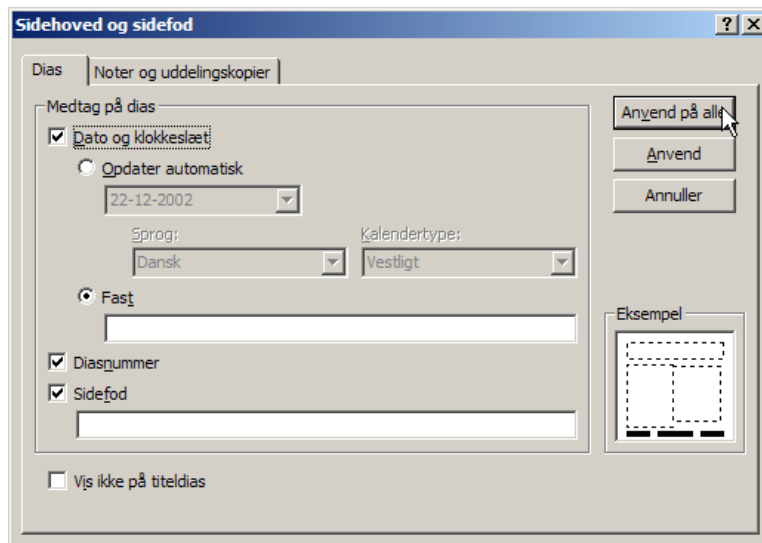 Sidehoved og sidefod
Dias
Noter og uddelingskopier
Medtag på dias
Dato og klokkeslæt
Opdater automatisk
22-12-2002
Sprog:
Kalendertype:
Dansk
Vestligt
Fast
Diasnummer
Sidefod
Vis ikke på titeldias
Anvend på alle
Anvend
Annuller
Eksempel